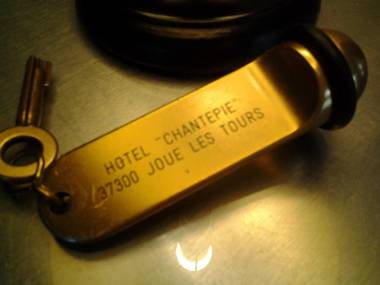 HOTEL "CHANTEPIE"
37300 JOUE LES TOURS